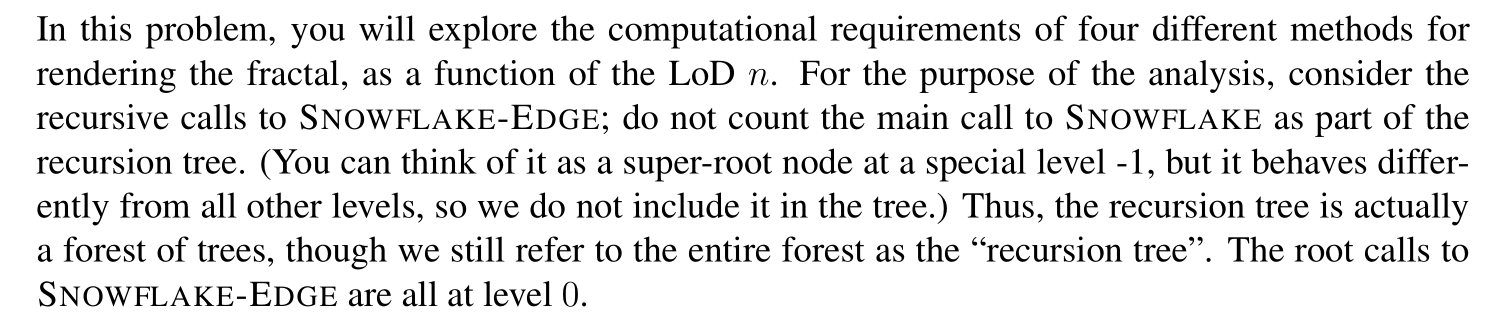 In this problem, you will explore the computational requirements of four different methods for
rendering the fractal, as a function of the LoD n. For the purpose of the analysis, consider the
recursive calls to SNOWFLAKE-EDGE; do not count the main call to SNOWFLAKE as part of the
recursion tree. (You can think of it as a super-root node at a special level -1, but it behaves differ-
ently from all other levels, so we do not include it in the tree.) Thus, the recursion tree is actually
a forest of trees, though we still refer to the entire forest as the “recursion tree”. The root calls to
SNOWFLAKE-EDGE are all at level 0.